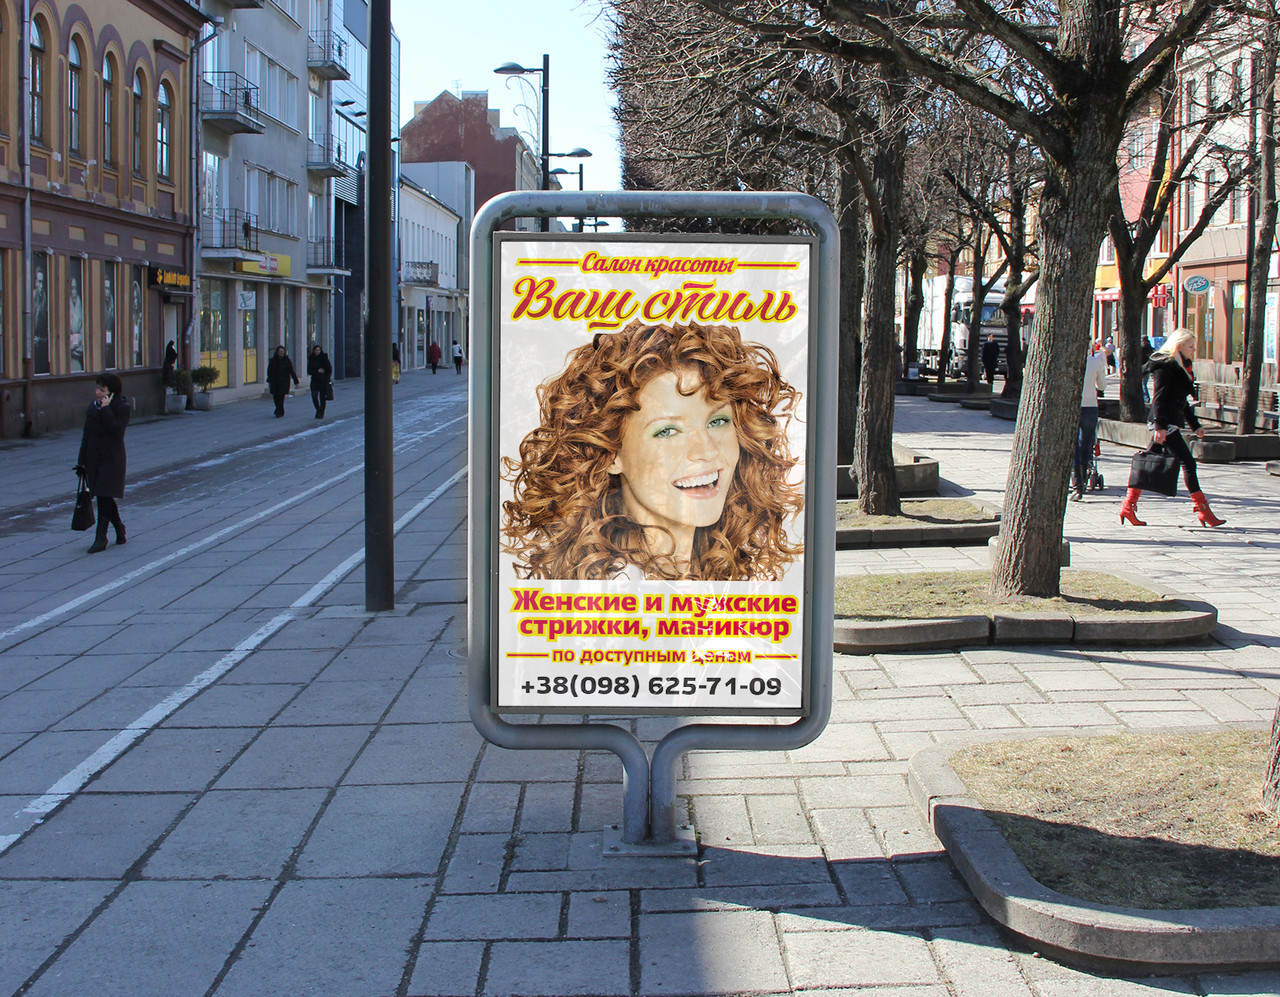 Салон красоты
Ваш стиль
Женские и мужские
стрижки, маникюр
по доступным ценам
+38(098) 625-71-09